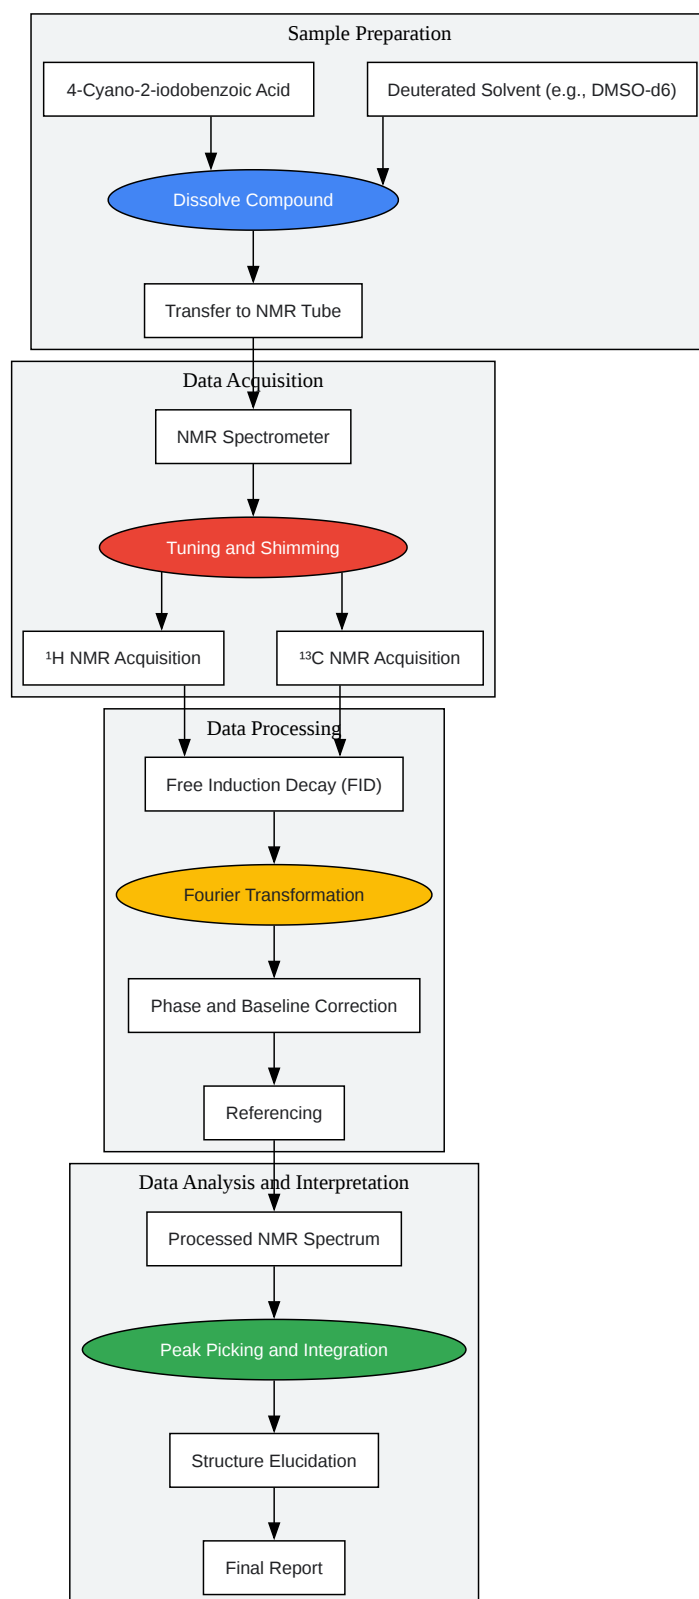 Sample Preparation
4-Cyano-2-iodobenzoic Acid
Deuterated Solvent (e.g., DMSO-d6)
Dissolve Compound
Transfer to NMR Tube
Data Acquisition
NMR Spectrometer
Tuning and Shimming
¹H NMR Acquisition
¹³C NMR Acquisition
Data Processing
Free Induction Decay (FID)
Fourier Transformation
Phase and Baseline Correction
Referencing
Data Analysis and Interpretation
Processed NMR Spectrum
Peak Picking and Integration
Structure Elucidation
Final Report